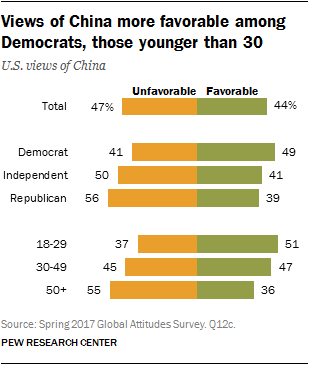 Views of China more favorable among
Democrats, those younger than 30
U.S. views of China
Unfavorable Favorable
Total 47% 44%
Democrat 41 49
Independent 50 41
Republican 56 39
18-29 37 51
30-49 45 47
50+ 55 36
Source: Spring 2017 Global Attitudes Survey. Q12c.
PEW RESEARCH CENTER